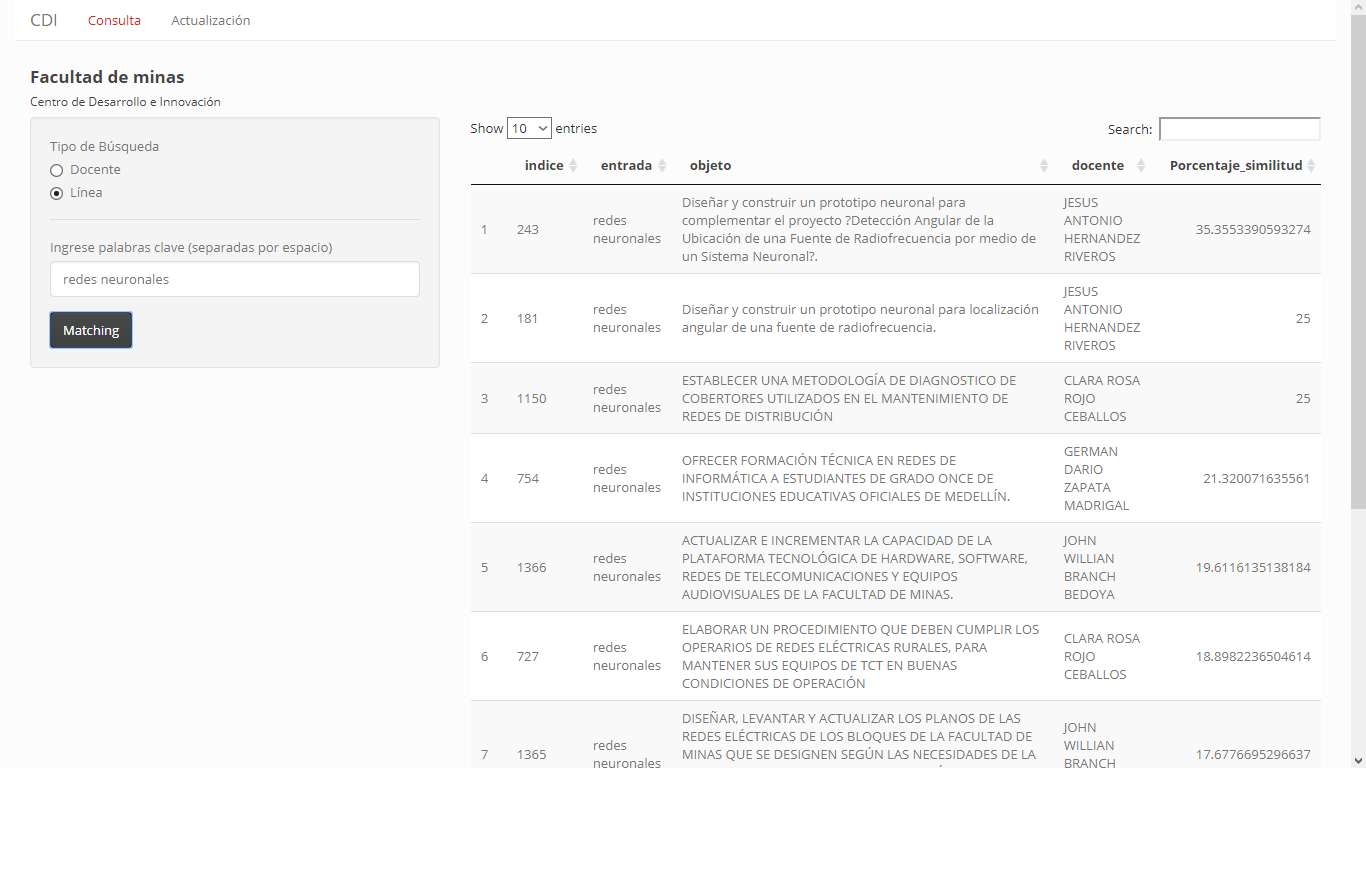 CDI Consulta Actualización
Facultad de minas
Centro de Desarrollo e Innovación
Tipo de Búsqueda
Docente
Línea
Ingrese palabras clave (separadas por espacio)
redes neuronales
Matching
Show 10 entries
Search:
indice entrada objeto docente Porcentaje_similitud
1 243 redes neuronales
Diseñar y construir un prototipo neuronal para
complementar el proyecto ?Detección Angular de la
Ubicación de una Fuente de Radiofrecuencia por medio de
un Sistema Neuronal?.
JESUS
ANTONIO
HERNANDEZ
RIVEROS
35.3553390593274
2 181 redes neuronales
Diseñar y construir un prototipo neuronal para localización
angular de una fuente de radiofrecuencia.
JESUS
ANTONIO
HERNANDEZ
RIVEROS
25
3 1150 redes neuronales
ESTABLECER UNA METODOLOGÍA DE DIAGNOSTICO DE
COBERTORES UTILIZADOS EN EL MANTENIMIENTO DE
REDES DE DISTRIBUCIÓN
CLARA ROSA
ROJO
CEBALLOS
25
4 754 redes neuronales
OFRECER FORMACIÓN TÉCNICA EN REDES DE
INFORMÁTICA A ESTUDIANTES DE GRADO ONCE DE
INSTITUCIONES EDUCATIVAS OFICIALES DE MEDELLÍN.
GERMAN
DARIO
ZAPATA
MADRIGAL
21.320071635561
5 1366 redes neuronales
ACTUALIZAR E INCREMENTAR LA CAPACIDAD DE LA
PLATAFORMA TECNOLÓGICA DE HARDWARE, SOFTWARE,
REDES DE TELECOMUNICACIONES Y EQUIPOS
AUDIOVISUALES DE LA FACULTAD DE MINAS.
JOHN
WILLIAN
BRANCH
BEDOYA
19.6116135138184
6 727 redes neuronales
ELABORAR UN PROCEDIMIENTO QUE DEBEN CUMPLIR LOS
OPERARIOS DE REDES ELÉCTRICAS RURALES, PARA
MANTENER SUS EQUIPOS DE TCT EN BUENAS
CONDICIONES DE OPERACIÓN
CLARA ROSA
ROJO
CEBALLOS
18.8982236504614
7 1365 redes neuronales
DISEÑAR, LEVANTAR Y ACTUALIZAR LOS PLANOS DE LAS
REDES ELÉCTRICAS DE LOS BLOQUES DE LA FACULTAD DE
MINAS QUE SE DESIGNEN SEGÚN LAS NECESIDADES DE LA
JOHN
WILLIAN
BRANCH
17.6776695296637